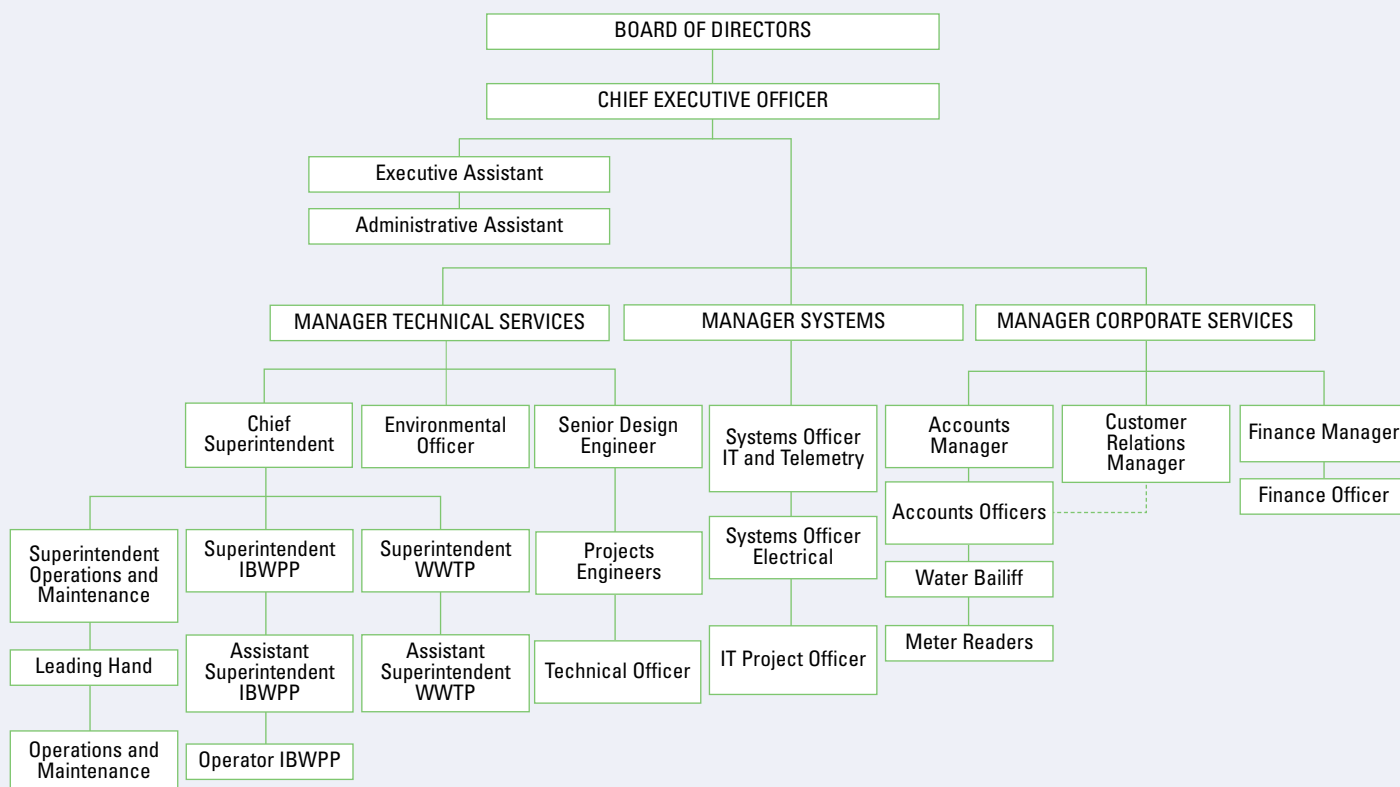 BOARD OF DIRECTORS
CHIEF EXECUTIVE OFFICER
Executive Assistant
Administrative Assistant
MANAGER TECHNICAL SERVICES
MANAGER SYSTEMS
MANAGER CORPORATE SERVICES
Chief
Superintendent
Environmental
Officer
Senior Design
Engineer
Systems Officer
IT and Telemetry
Accounts
Manager
Customer
Relations
Manager
Finance Manager
Finance Officer
Accounts Officers
Superintendent
Operations and
Maintenance
Superintendent
IBWPP
Superintendent
WWTP
Projects
Engineers
Systems Officer
Electrical
Water Bailiff
Leading Hand
Assistant
Superintendent
IBWPP
Assistant
Superintendent
WWTP
Technical Officer
IT Project Officer
Meter Readers
Operations and
Maintenance
Operator IBWPP